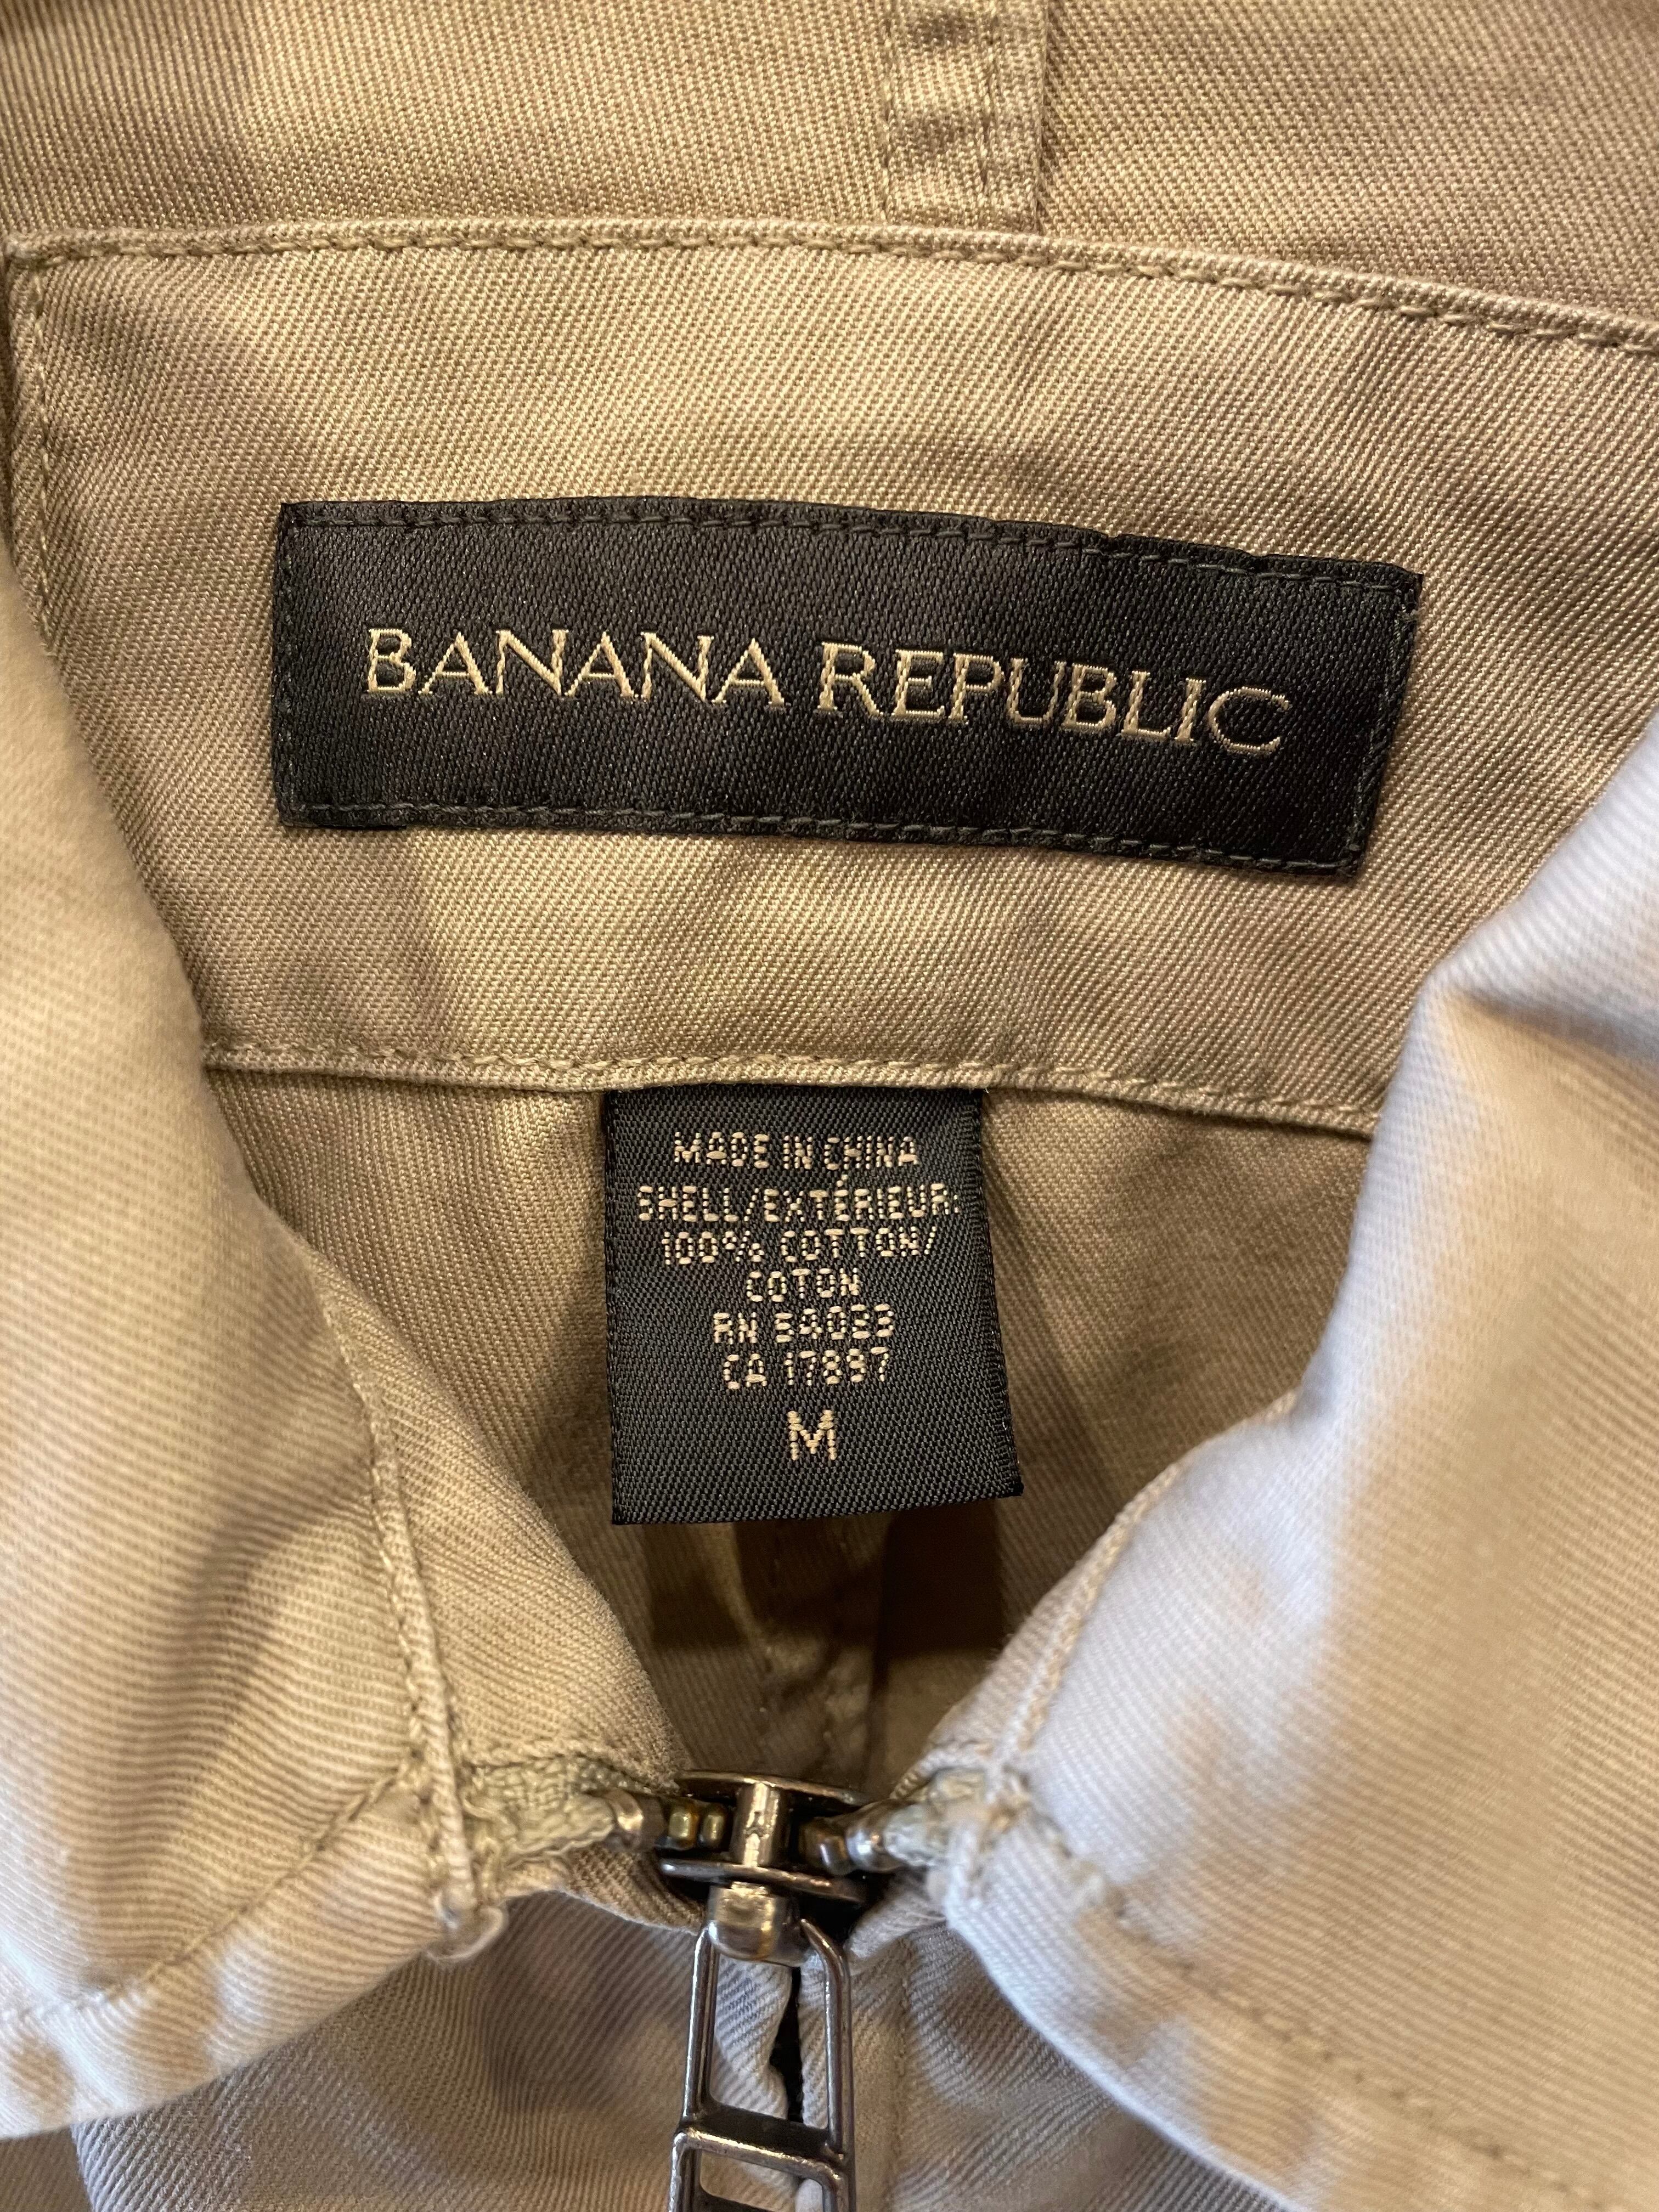 BANANA REPUBLIC
MADE IN CHINA
SHELL/EXTÉRIEUR:
100% COTTON/
COTON
RN 54023
CA 17897
M